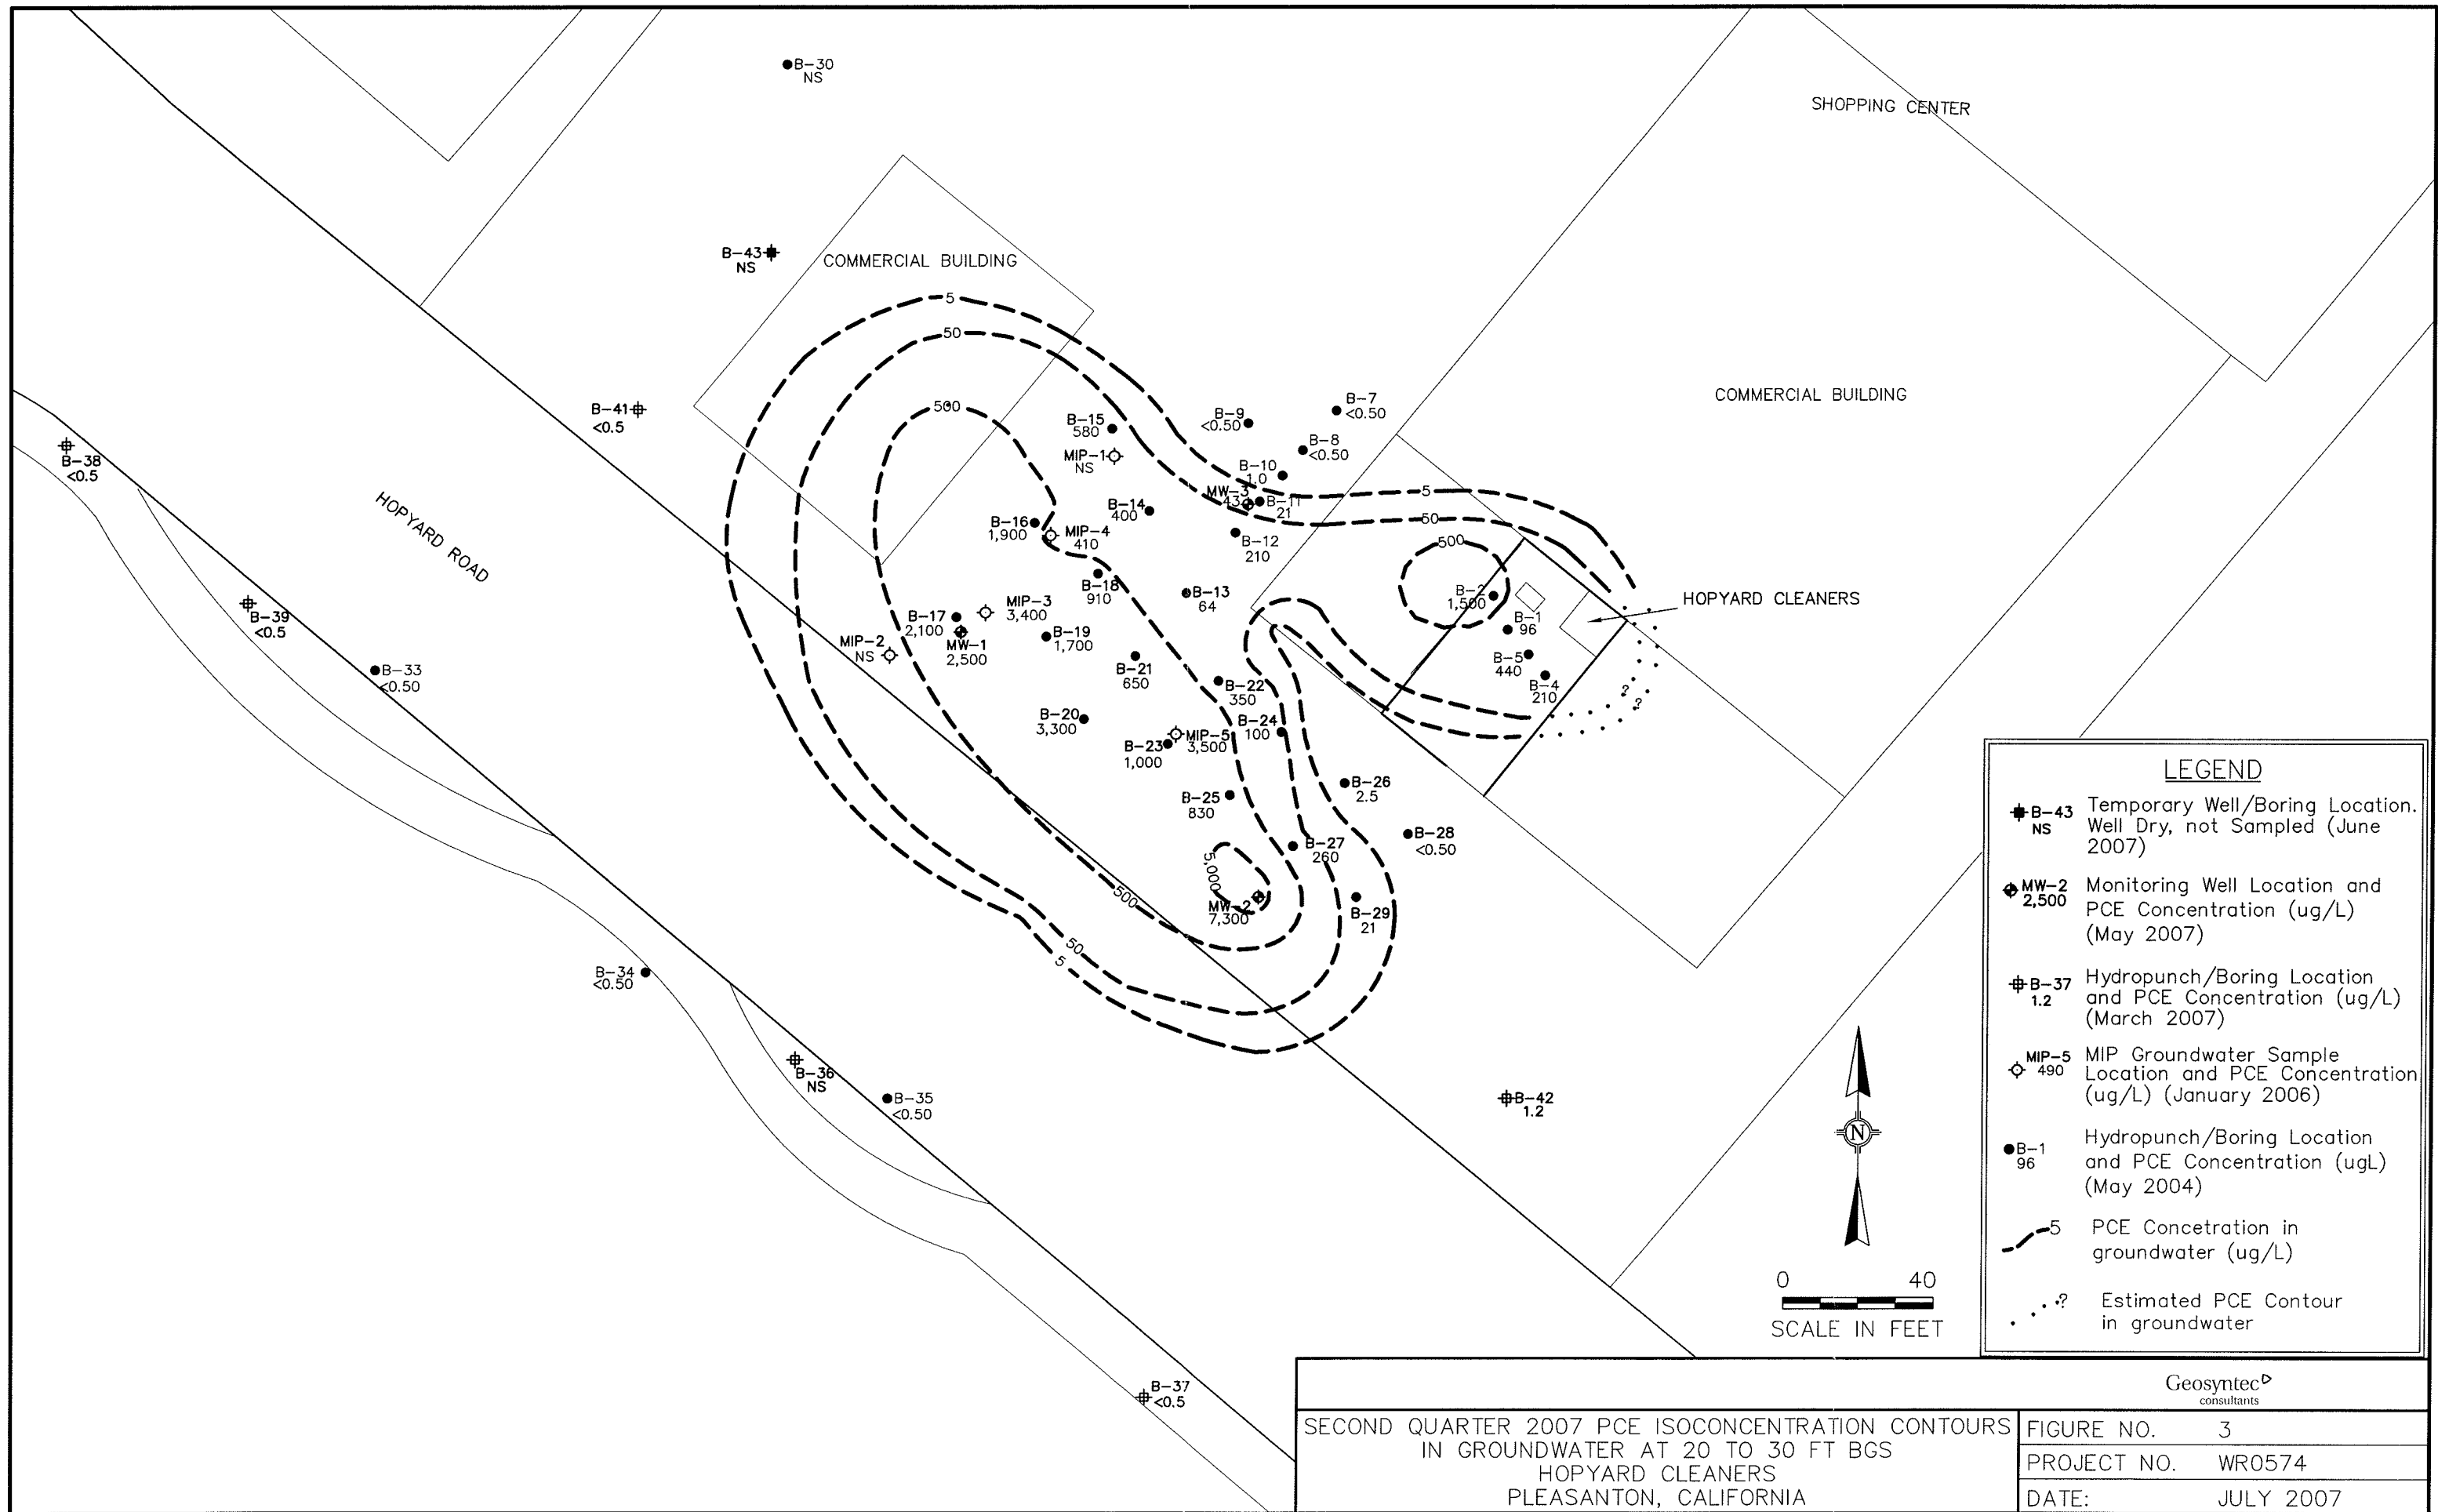 B-30
NS
SHOPPING CENTER
B-43
NS
COMMERCIAL BUILDING
5
50
500
B-41
<0.5
B-15
580
MIP-1
NS
B-9
<0.50
B-7
<0.50
B-8
<0.50
COMMERCIAL BUILDING
B-38
<0.5
HOPYARD ROAD
B-10
1.0
MW-3
43
B-11
21
5
50
500
B-14
400
B-16
1,900
MIP-4
410
B-12
210
B-18
910
B-13
64
B-2
1,500
HOPYARD CLEANERS
B-39
<0.5
B-17
2,100
MIP-3
3,400
MW-1
2,500
B-19
1,700
B-1
96
MIP-2
NS
B-21
650
B-5
440
B-4
210
B-33
<0.50
B-22
350
?
?
B-20
3,300
B-24
100
B-23
1,000
MIP-5
3,500
B-26
2.5
B-25
830
B-28
<0.50
B-27
260
5,000
500
MW-2
7,300
B-29
21
50
5
B-34
<0.50
B-36
NS
B-35
<0.50
B-42
1.2
B-37
<0.5
N
0 40
SCALE IN FEET
LEGEND
B-43
NS
Temporary Well/Boring Location.
Well Dry, not Sampled (June
2007)
MW-2
2,500
Monitoring Well Location and
PCE Concentration (ug/L)
(May 2007)
B-37
1.2
Hydropunch/Boring Location
and PCE Concentration (ug/L)
(March 2007)
MIP-5
490
MIP Groundwater Sample
Location and PCE Concentration
(ug/L) (January 2006)
B-1
96
Hydropunch/Boring Location
and PCE Concentration (ugL)
(May 2004)
5
PCE Concetration in
groundwater (ug/L)
?
Estimated PCE Contour
in groundwater
Geosyntec
consultants
SECOND QUARTER 2007 PCE ISOCONCENTRATION CONTOURS
IN GROUNDWATER AT 20 TO 30 FT BGS
HOPYARD CLEANERS
PLEASANTON, CALIFORNIA
FIGURE NO. 3
PROJECT NO. WR0574
DATE: JULY 2007